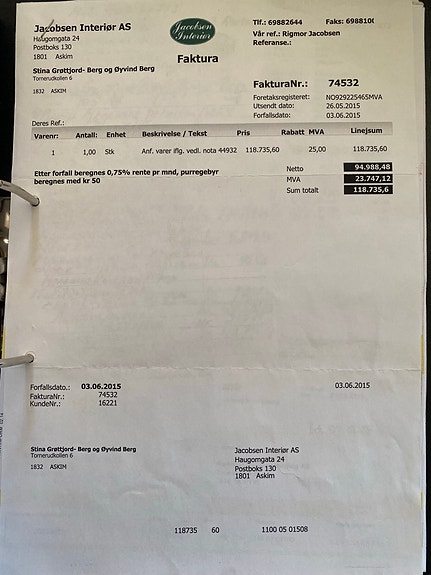 Jacobsen Interiør AS
Haugomgata 24
Postboks 130
1801 Askim
Jacobsen
Interiør
Faktura
Tlf.: 69882644 Faks:
Vår ref.: Rigmor Jacobsen
Referanse.:
Stina Grøttjord- Berg og Øyvind Berg
Tomerudkollen 6
1832 ASKIM
FakturaNr.: 74532
Foretaksregisteret: NO929225465MVA
Utsendt dato: 26.05.2015
Forfallsdato: 03.06.2015
Deres Ref.:
Varenr: Antall: Enhet Beskrivelse / Tekst Pris Rabatt MVA Linjesum
1 1,00 Stk Anf. varer iflg. vedl. nota 44932 118.735,60 25,00 118.735,60
Etter forfall beregnes 0,75% rente pr mnd, purregebyr
beregnes med kr 50
Netto 94.988,48
MVA 23.747,12
Sum totalt 118.735,6
Forfallsdato.: 03.06.2015 03.06.2015
FakturaNr.: 74532
KundeNr.: 16221
Stina Grøttjord- Berg og Øyvind Berg
Tomerudkollen 6
1832 ASKIM
Jacobsen Interiør AS
Haugomgata 24
Postboks 130
1801 Askim
118735 60 1100 05 01508